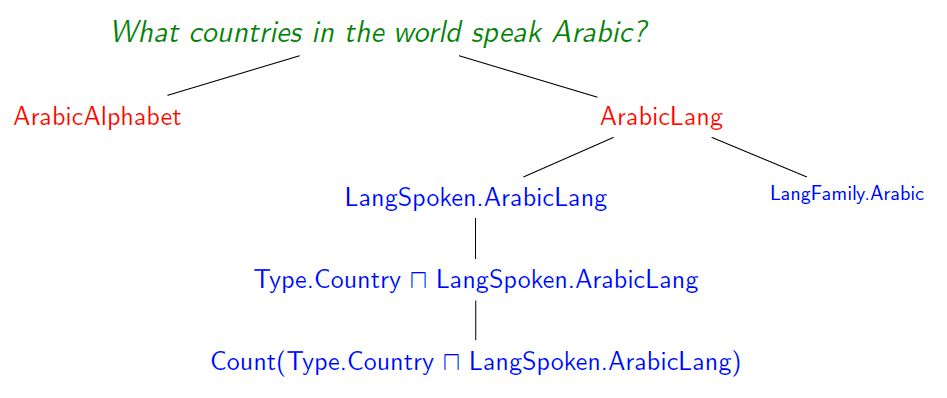 What countries in the world speak Arabic?
ArabicAlphabet
ArabicLang
LangSpoken.ArabicLang
LangFamily.Arabic
Type.Country ⊓ LangSpoken.ArabicLang
Count(Type.Country ⊓ LangSpoken.ArabicLang)